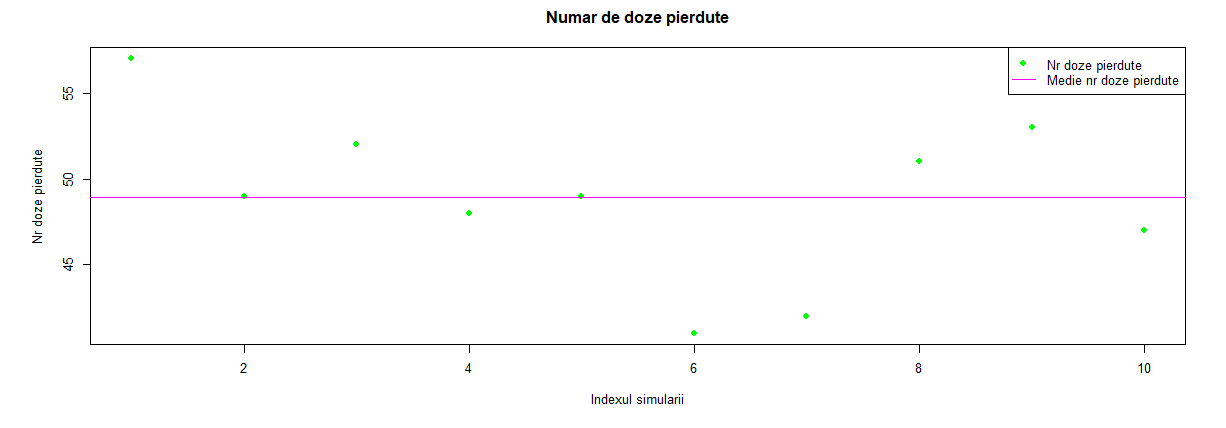 Numar de doze pierdute
Nr doze pierdute
Medie nr doze pierdute
Nr doze pierdute
55
50
45
2
4
6
8
10
Indexul simularii